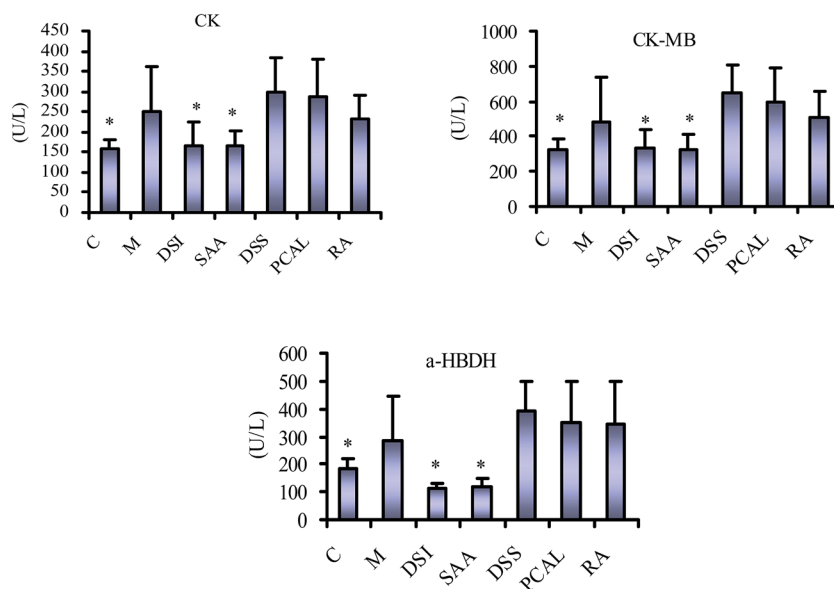 CK
(U/L)
450
400
350
300
250
200
150
100
50
0
* * *
C M DSI SAA DSS PCAL RA
CK-MB
(U/L)
1000
800
600
400
200
0
* * *
C M DSI SAA DSS PCAL RA
a-HBDH
(U/L)
600
500
400
300
200
100
0
* * *
C M DSI SAA DSS PCAL RA